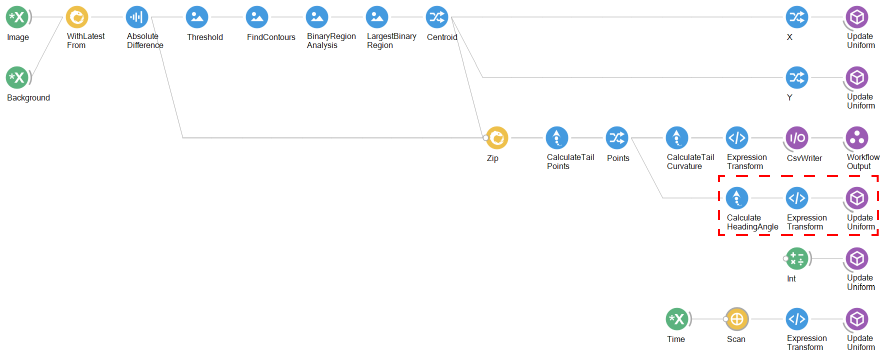 Image
WithLatest
From
Absolute
Difference
Threshold
FindContours
BinaryRegion
Analysis
LargestBinary
Region
Centroid
X
Update
Uniform
Background
Y
Update
Uniform
Zip
CalculateTail
Points
Points
CalculateTail
Curvature
Expression
Transform
CsvWriter
Workflow
Output
Calculate
HeadingAngle
Expression
Transform
Update
Uniform
Int
Update
Uniform
Time
Scan
Expression
Transform
Update
Uniform